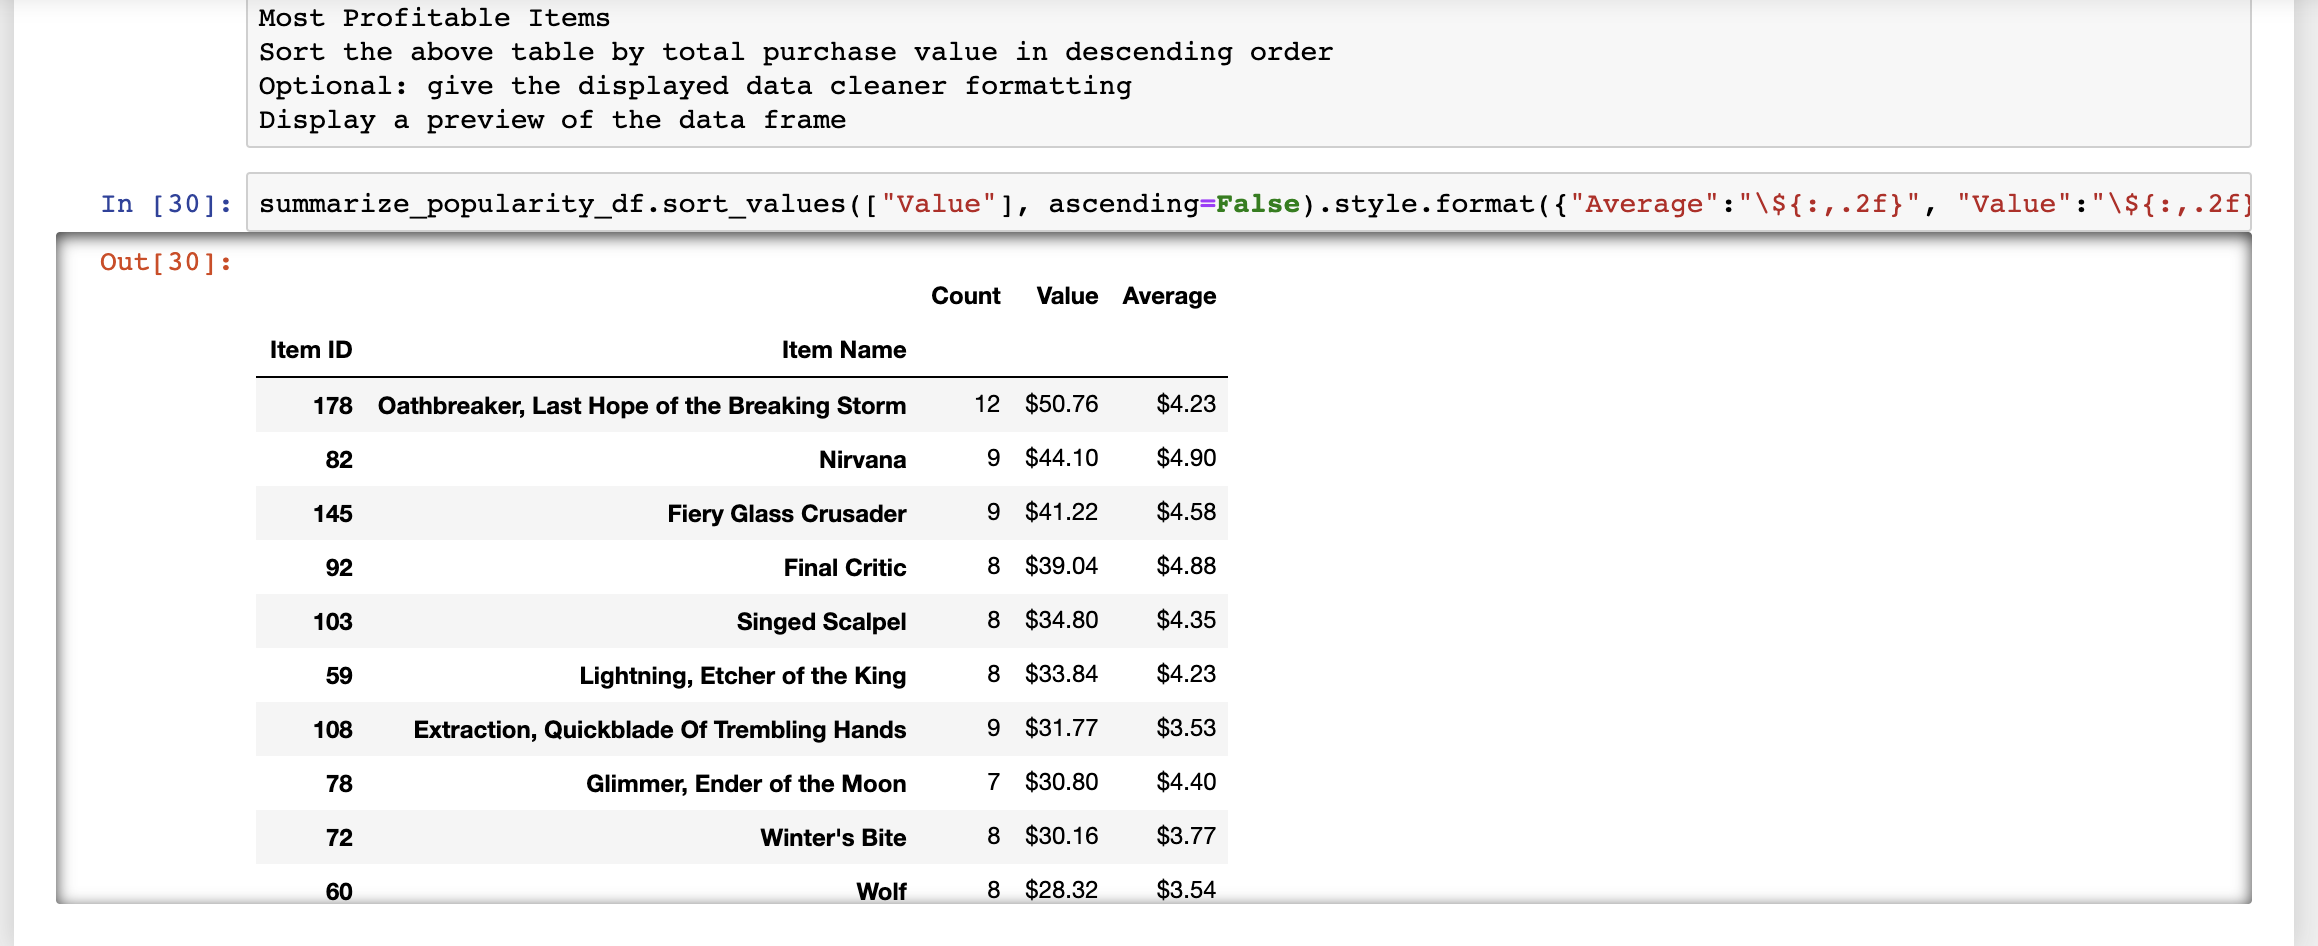 Most Profitable Items
Sort the above table by total purchase value in descending order
Optional: give the displayed data cleaner formatting
Display a preview of the data frame
In [30]: summarize_popularity_df.sort_values(["Value"], ascending=False).style.format({"Average":"\${:,.2f}", "Value":"\${:,.2f}
Out[30]:
Count Value Average
Item ID Item Name
178 Oathbreaker, Last Hope of the Breaking Storm 12 $50.76 $4.23
82 Nirvana 9 $44.10 $4.90
145 Fiery Glass Crusader 9 $41.22 $4.58
92 Final Critic 8 $39.04 $4.88
103 Singed Scalpel 8 $34.80 $4.35
59 Lightning, Etcher of the King 8 $33.84 $4.23
108 Extraction, Quickblade Of Trembling Hands 9 $31.77 $3.53
78 Glimmer, Ender of the Moon 7 $30.80 $4.40
72 Winter's Bite 8 $30.16 $3.77
60 Wolf 8 $28.32 $3.54